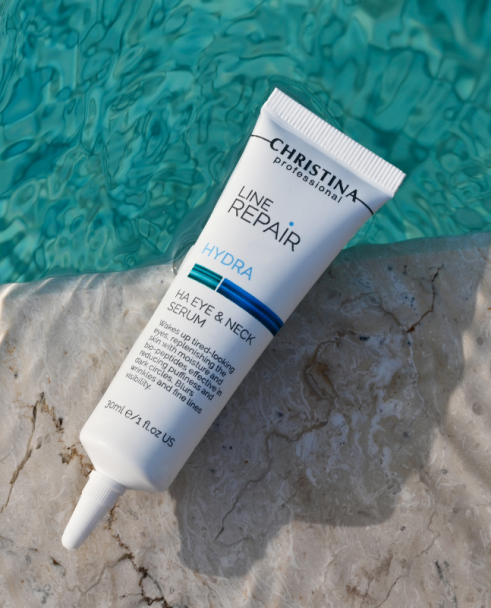 CHRISTINA
professional
LINE
REPAIR
HYDRA
HA EYE & NECK
SERUM
Wakes up tired-looking
eyes, replenishing the
skin with moisture and
bio-peptides, effective in
reducing puffiness and
dark circles. Blurs
wrinkles and fine lines
visibility.
30ml e/1 fl.oz US